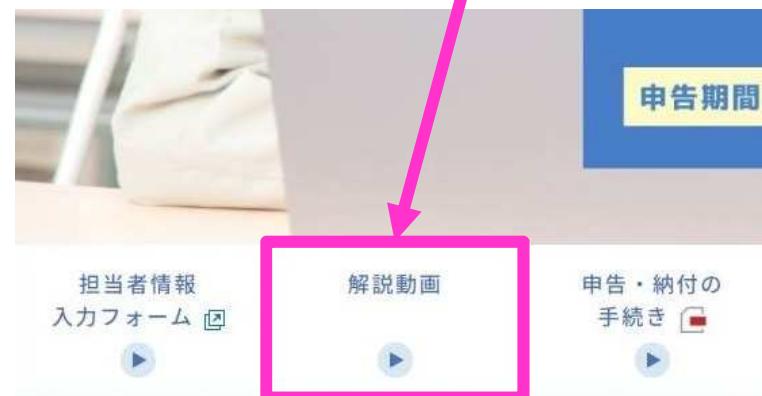 申告期間
担当者情報
入力フォーム
解説動画
申告・納付の
手続き